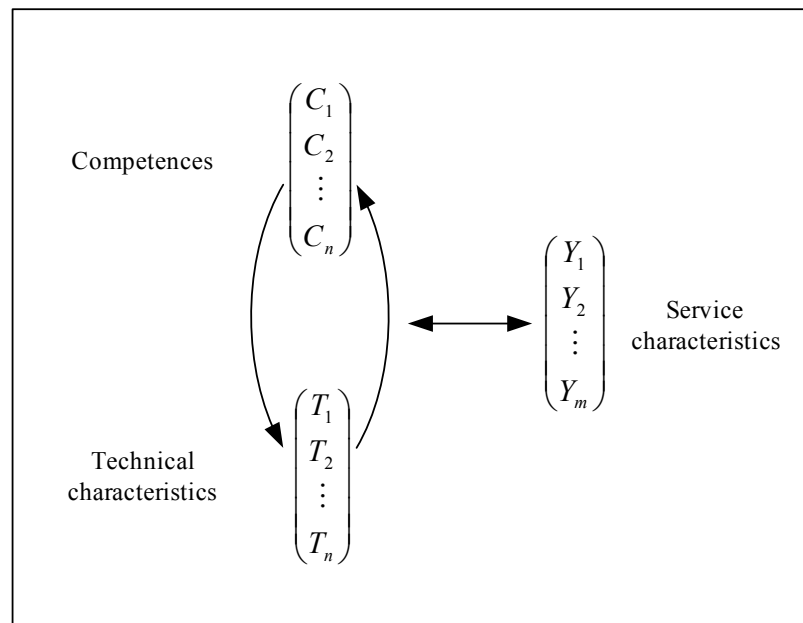 Competences
C₁
C₂
⋮
Cₙ
Y₁
Y₂
⋮
Yₘ
Service
characteristics
Technical
characteristics
T₁
T₂
⋮
Tₙ